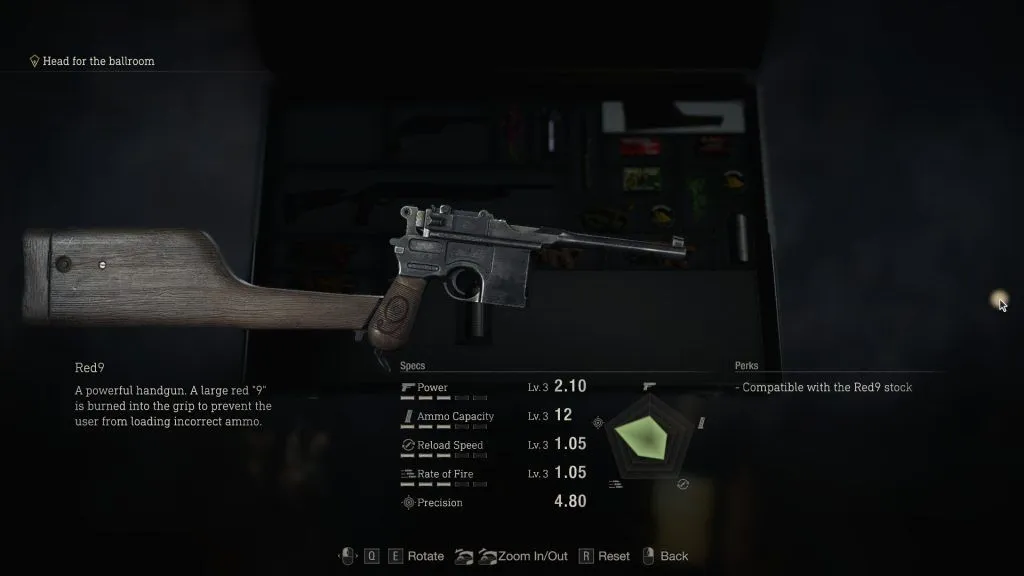 Head for the ballroom
Red9
A powerful handgun. A large red "9"
is burned into the grip to prevent the
user from loading incorrect ammo.
Specs
Power Lv. 3 2.10
Ammo Capacity Lv. 3 12
Reload Speed Lv. 3 1.05
Rate of Fire Lv. 3 1.05
Precision 4.80
Perks
- Compatible with the Red9 stock
Q E Rotate Zoom In/Out R Reset Back